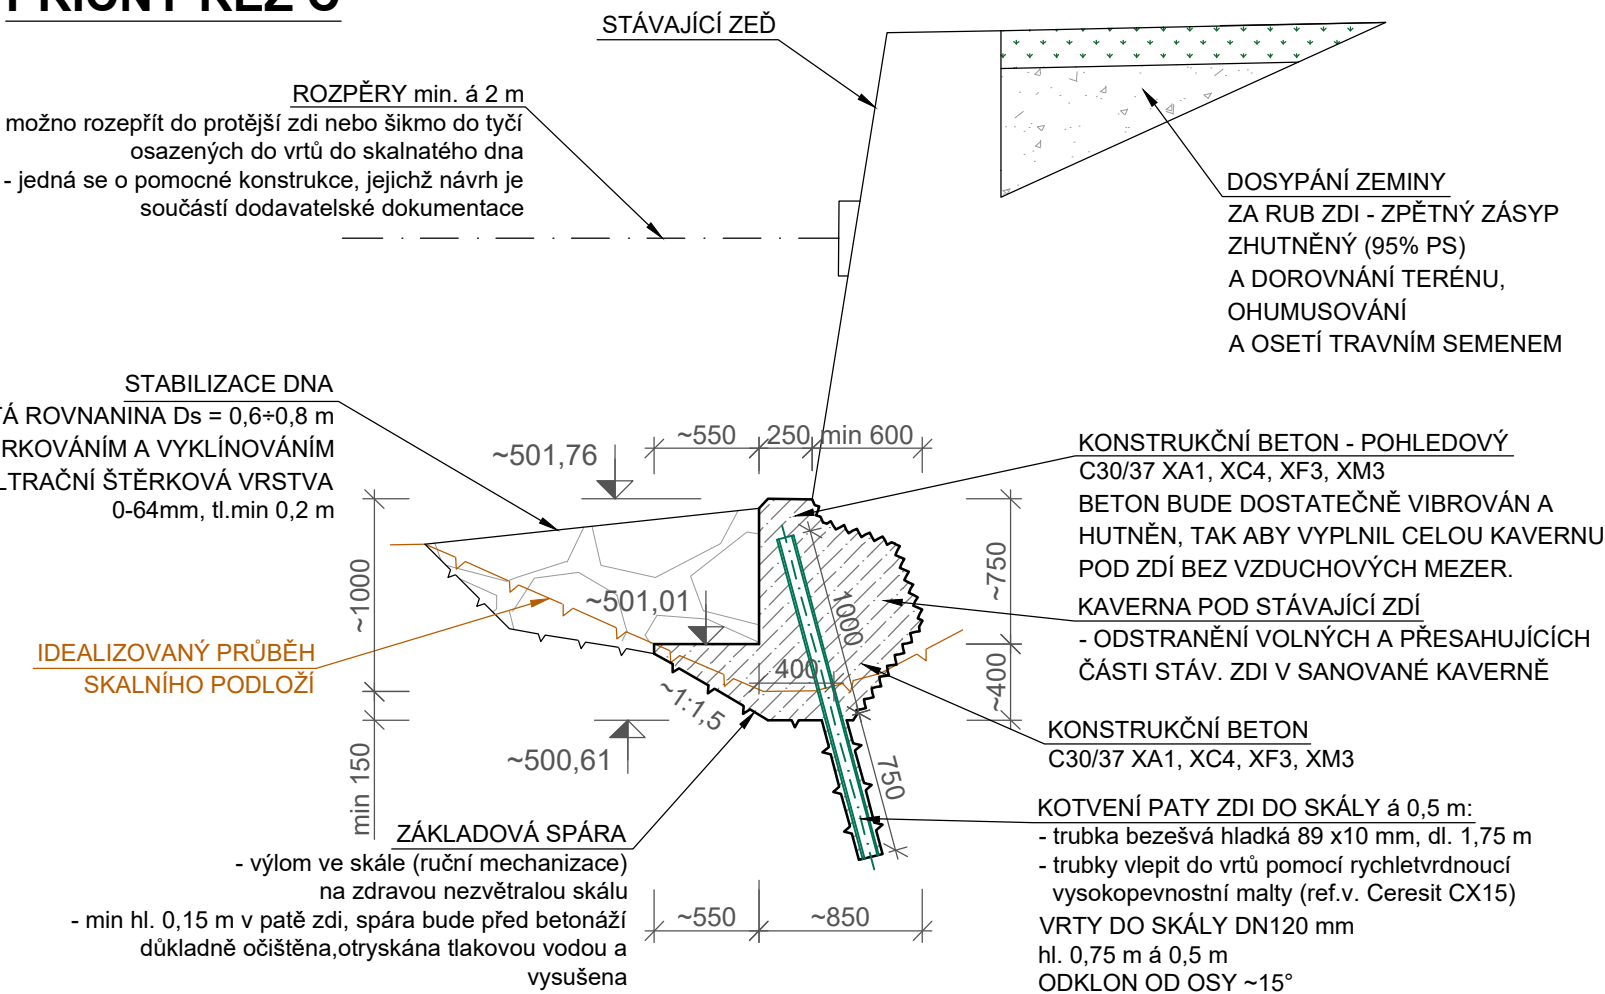 STÁVAJÍCÍ ZEĎ
ROZPĚRY min. á 2 m
možno rozepřít do protější zdi nebo šikmo do tyčí
osazených do vrtů do skalnatého dna
- jedná se o pomocné konstrukce, jejichž návrh je
součástí dodavatelské dokumentace
DOSYPÁNÍ ZEMINY
ZA RUB ZDI - ZPĚTNÝ ZÁSYP
ZHUTNĚNÝ (95% PS)
A DOROVNÁNÍ TERÉNU,
OHUMUSOVÁNÍ
A OSETÍ TRAVNÍM SEMENEM
STABILIZACE DNA
ROVNANINA Ds = 0,6÷0,8 m
A VYKLÍNOVÁNÍM
ŠTĚRKOVÁ VRSTVA
0-64mm, tl.min 0,2 m
~550
250
min 600
~501,76
~501,01
~500,61
~1000
min 150
~750
~400
1000
400
750
~1:1,5
~550
~850
IDEALIZOVANÝ PRŮBĚH
SKALNÍHO PODLOŽÍ
KONSTRUKČNÍ BETON - POHLEDOVÝ
C30/37 XA1, XC4, XF3, XM3
BETON BUDE DOSTATEČNĚ VIBROVÁN A
HUTNĚN, TAK ABY VYPLNIL CELOU KAVERNU
POD ZDÍ BEZ VZDUCHOVÝCH MEZER.
KAVERNA POD STÁVAJÍCÍ ZDÍ
- ODSTRANĚNÍ VOLNÝCH A PŘESAHUJÍCÍCH
ČÁSTI STÁV. ZDI V SANOVANÉ KAVERNĚ
KONSTRUKČNÍ BETON
C30/37 XA1, XC4, XF3, XM3
ZÁKLADOVÁ SPÁRA
- výlom ve skále (ruční mechanizace)
na zdravou nezvětralou skálu
- min hl. 0,15 m v patě zdi, spára bude před betonáží
důkladně očištěna,otryskána tlakovou vodou a
vysušena
KOTVENÍ PATY ZDI DO SKÁLY á 0,5 m:
- trubka bezešvá hladká 89 x10 mm, dl. 1,75 m
- trubky vlepit do vrtů pomocí rychletvrdnoucí
vysokopevnostní malty (ref.v. Ceresit CX15)
VRTY DO SKÁLY DN120 mm
hl. 0,75 m á 0,5 m
ODKLON OD OSY ~15°